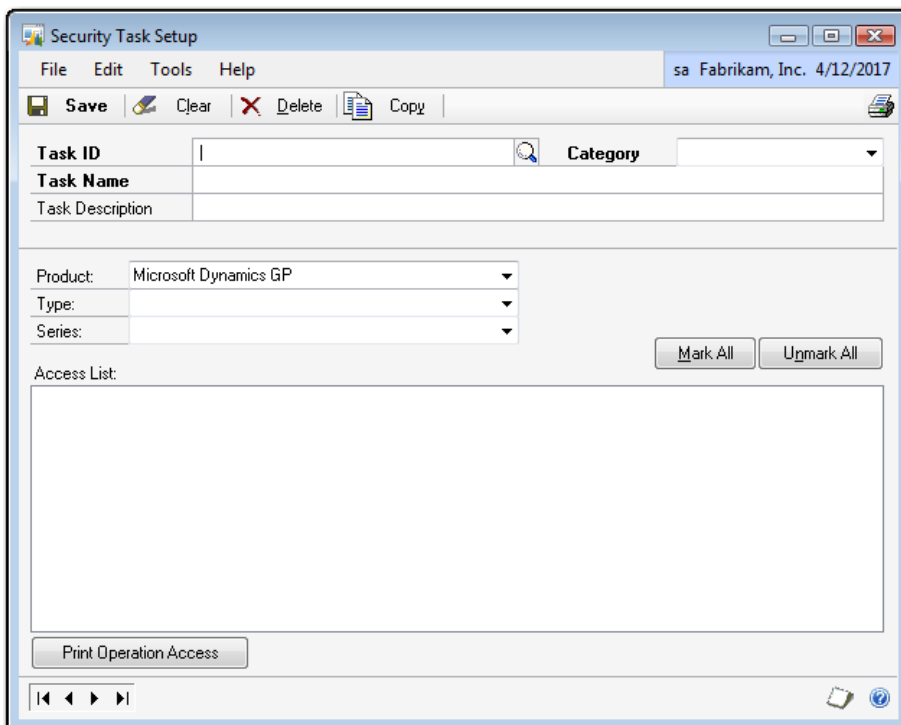 Security Task Setup
File Edit Tools Help sa Fabrikam, Inc. 4/12/2017
Save Clear Delete Copy
Task ID Category
Task Name
Task Description
Product: Microsoft Dynamics GP
Type:
Series:
Mark All Unmark All
Access List:
Print Operation Access